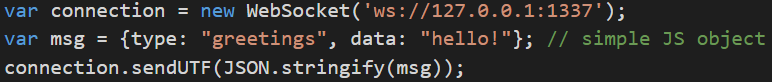 var connection = new WebSocket('ws://127.0.0.1:1337');
var msg = {type: "greetings", data: "hello!"}; // simple JS object
connection.sendUTF(JSON.stringify(msg));